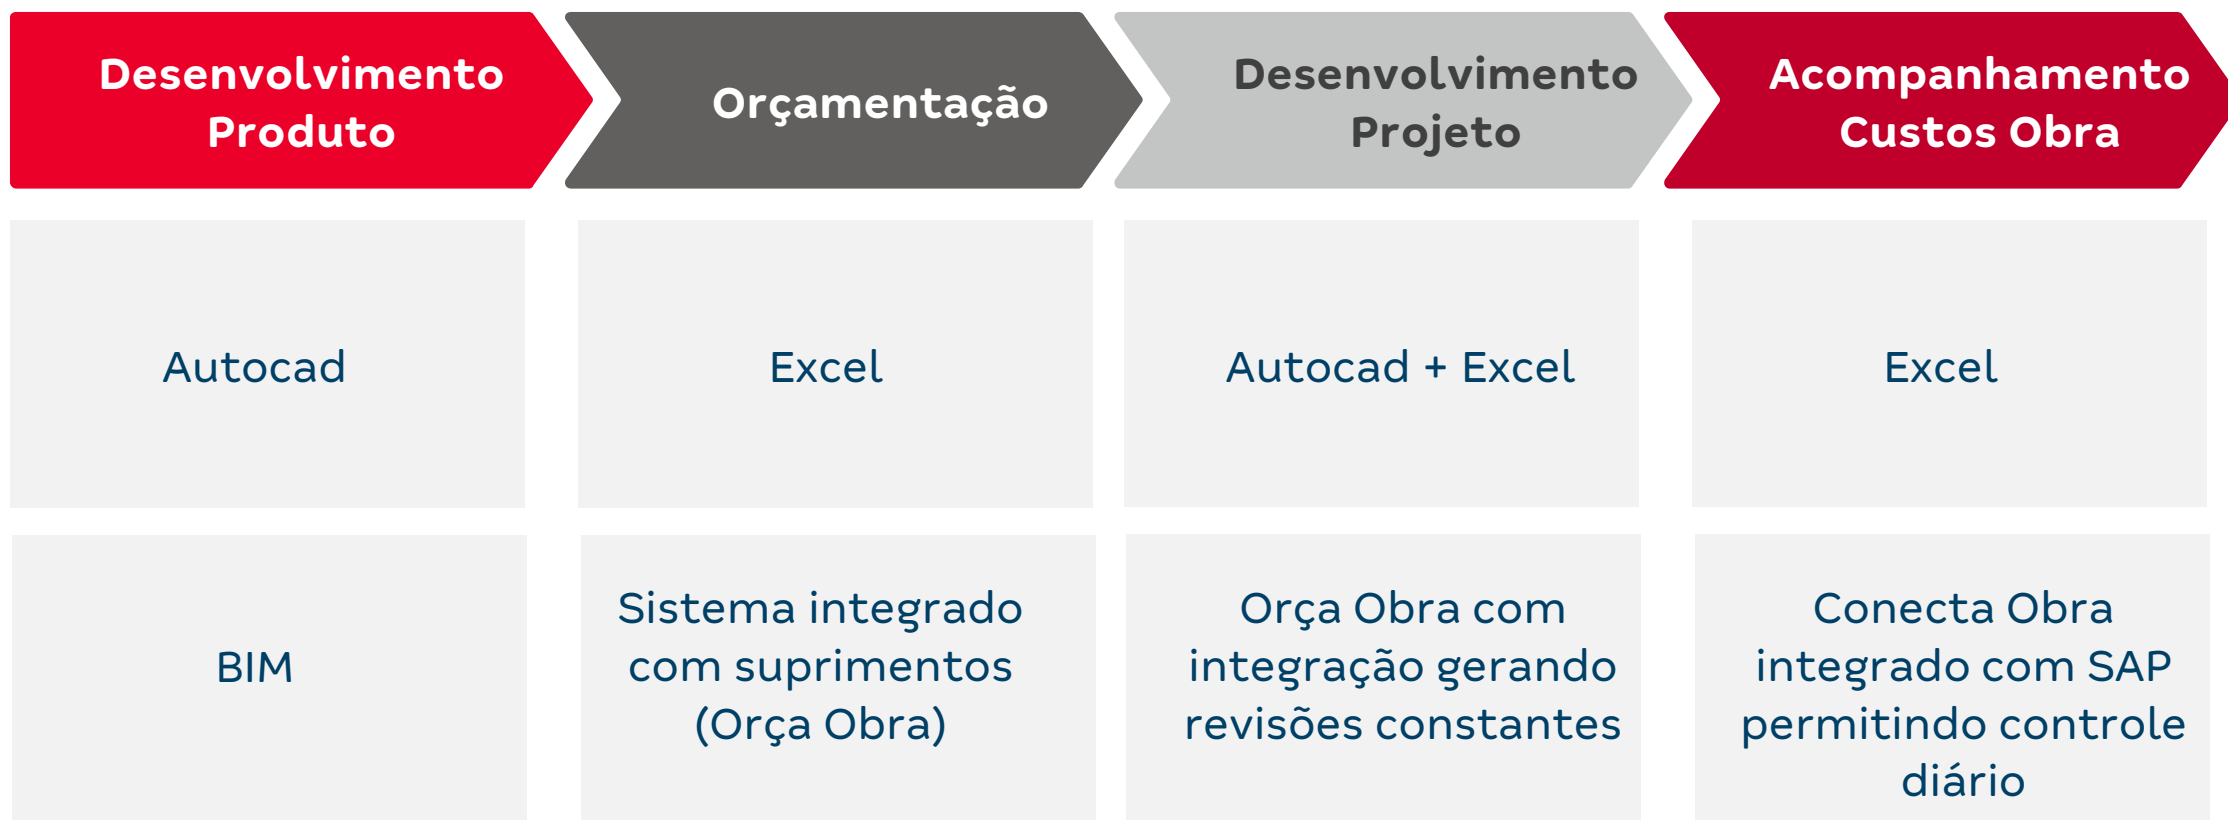 Desenvolvimento
Produto
Orçamentação
Desenvolvimento
Projeto
Acompanhamento
Custos Obra
Autocad
Excel
Autocad + Excel
Excel
BIM
Sistema integrado
com suprimentos
(Orça Obra)
Orça Obra com
integração gerando
revisões constantes
Conecta Obra
integrado com SAP
permitindo controle
diário